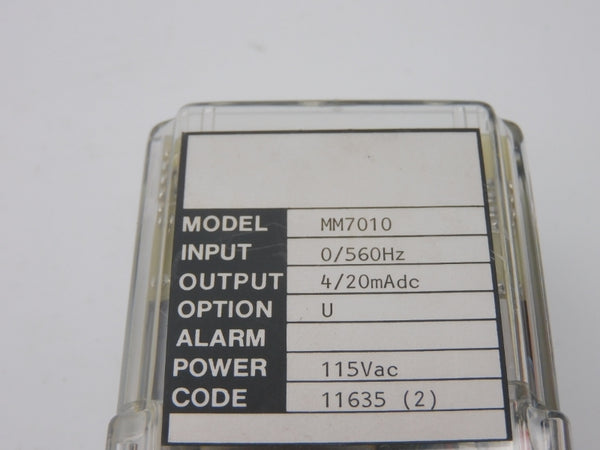 MODEL MM7010
INPUT 0/560Hz
OUTPUT 4/20mAdc
OPTION U
ALARM
POWER 115Vac
CODE 11635 (2)